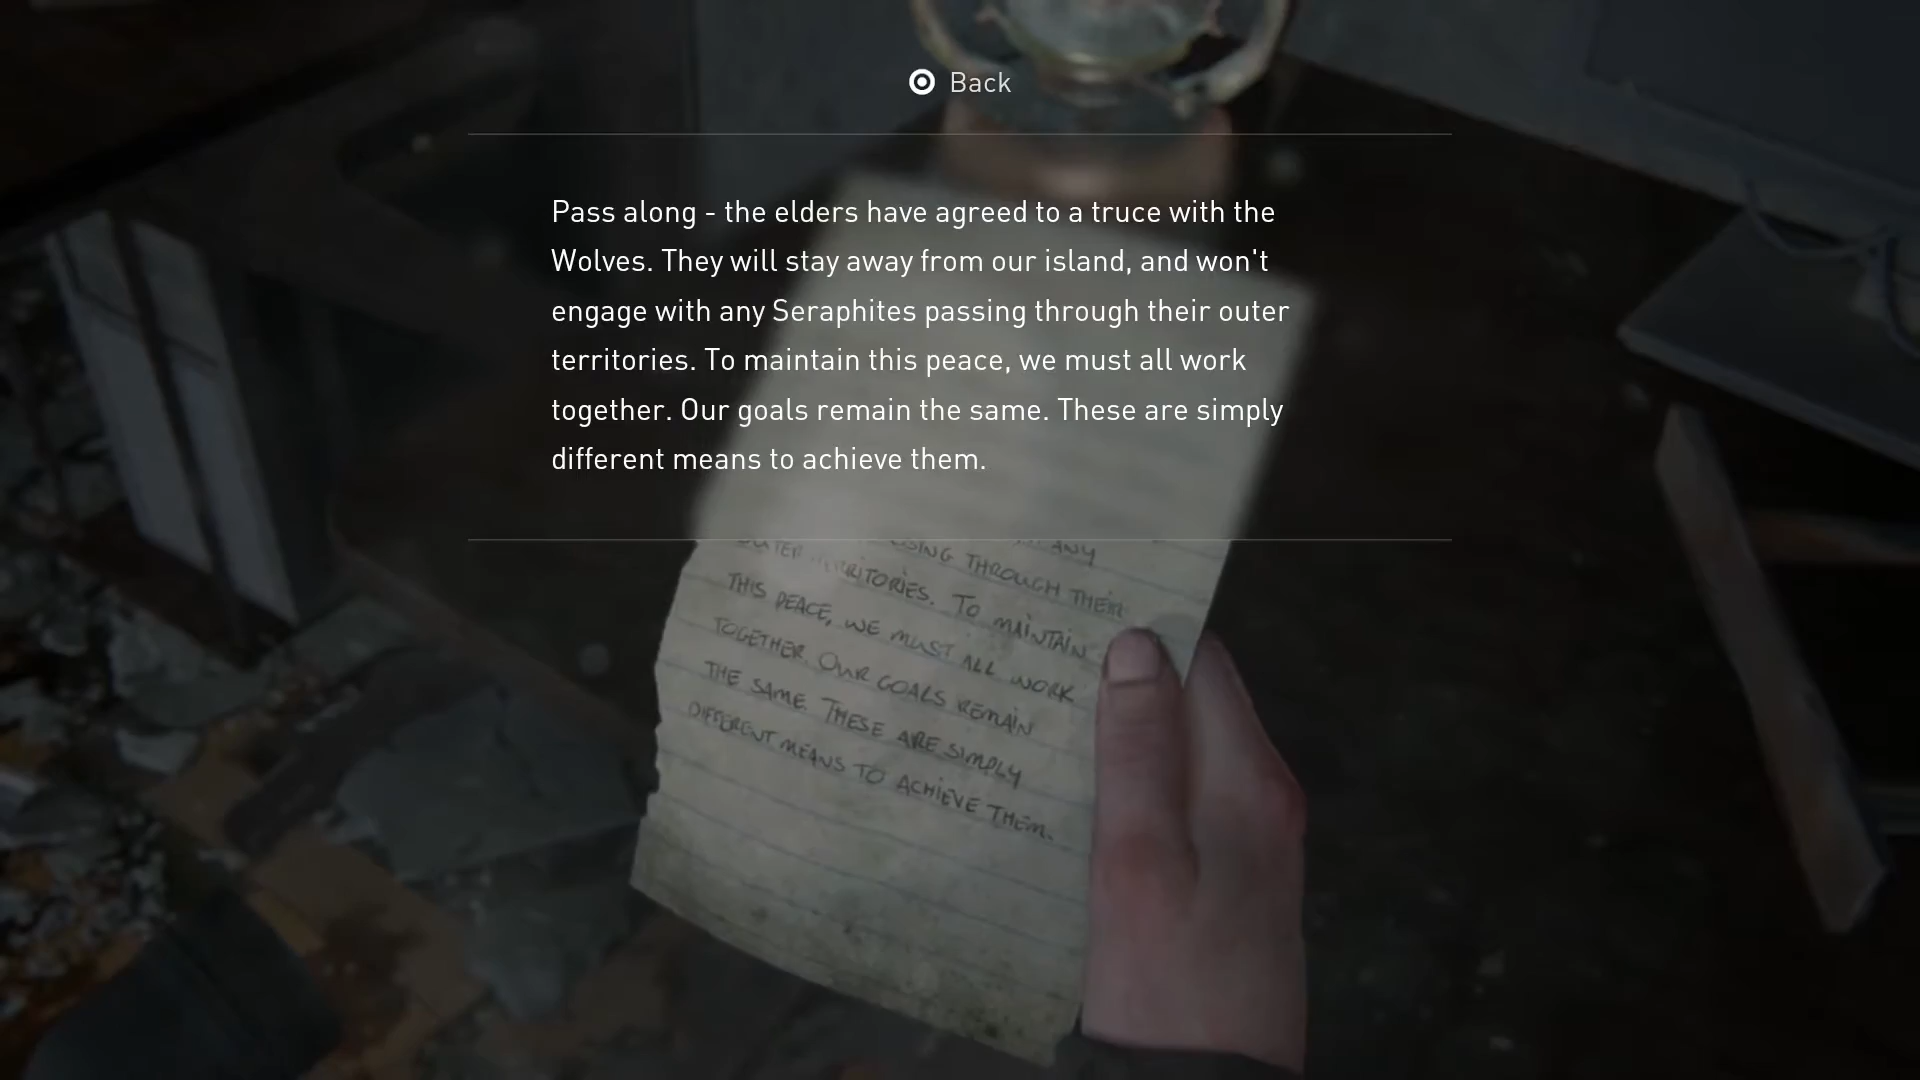 Back
Pass along - the elders have agreed to a truce with the
Wolves. They will stay away from our island, and won't
engage with any Seraphites passing through their outer
territories. To maintain this peace, we must all work
together. Our goals remain the same. These are simply
different means to achieve them.
ANY
OUTER TERRITORIES. TO MAINTAIN
THROUGH THEIR
THIS PEACE, WE MUST ALL WORK
TOGETHER. OUR GOALS REMAIN
THE SAME. THESE ARE SIMPLY
DIFFERENT MEANS TO ACHIEVE THEM.